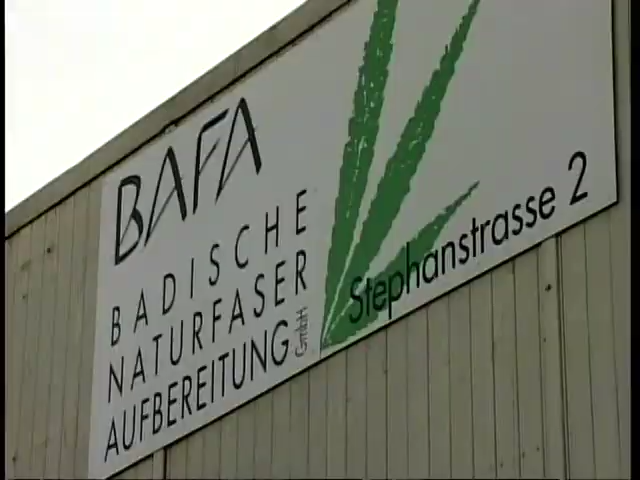 BAFA
BADISCHE
NATURFASER
AUFBEREITUNG GmbH
Stephanstrasse 2